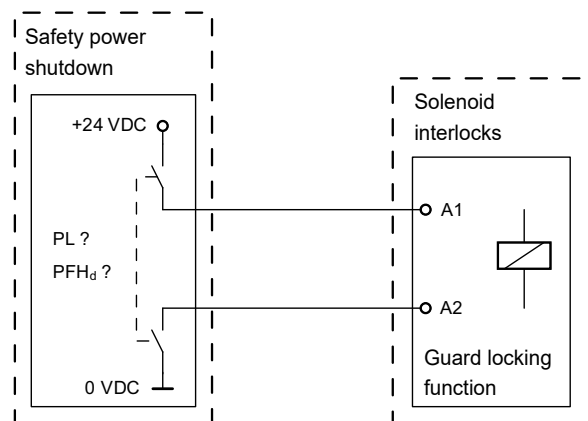 Safety power
shutdown
+24 VDC
PL ?
PFHd ?
0 VDC
Solenoid
interlocks
A1
A2
Guard locking
function